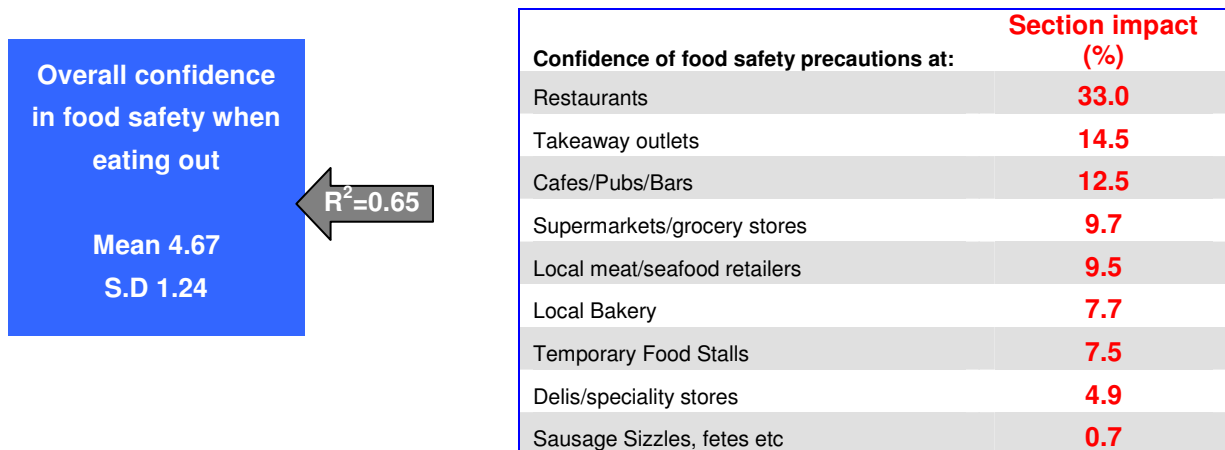 Overall confidence
in food safety when
eating out
Mean 4.67
S.D 1.24
R²=0.65
Confidence of food safety precautions at: Section impact
(%)
Restaurants 33.0
Takeaway outlets 14.5
Cafes/Pubs/Bars 12.5
Supermarkets/grocery stores 9.7
Local meat/seafood retailers 9.5
Local Bakery 7.7
Temporary Food Stalls 7.5
Delis/speciality stores 4.9
Sausage Sizzles, fetes etc 0.7